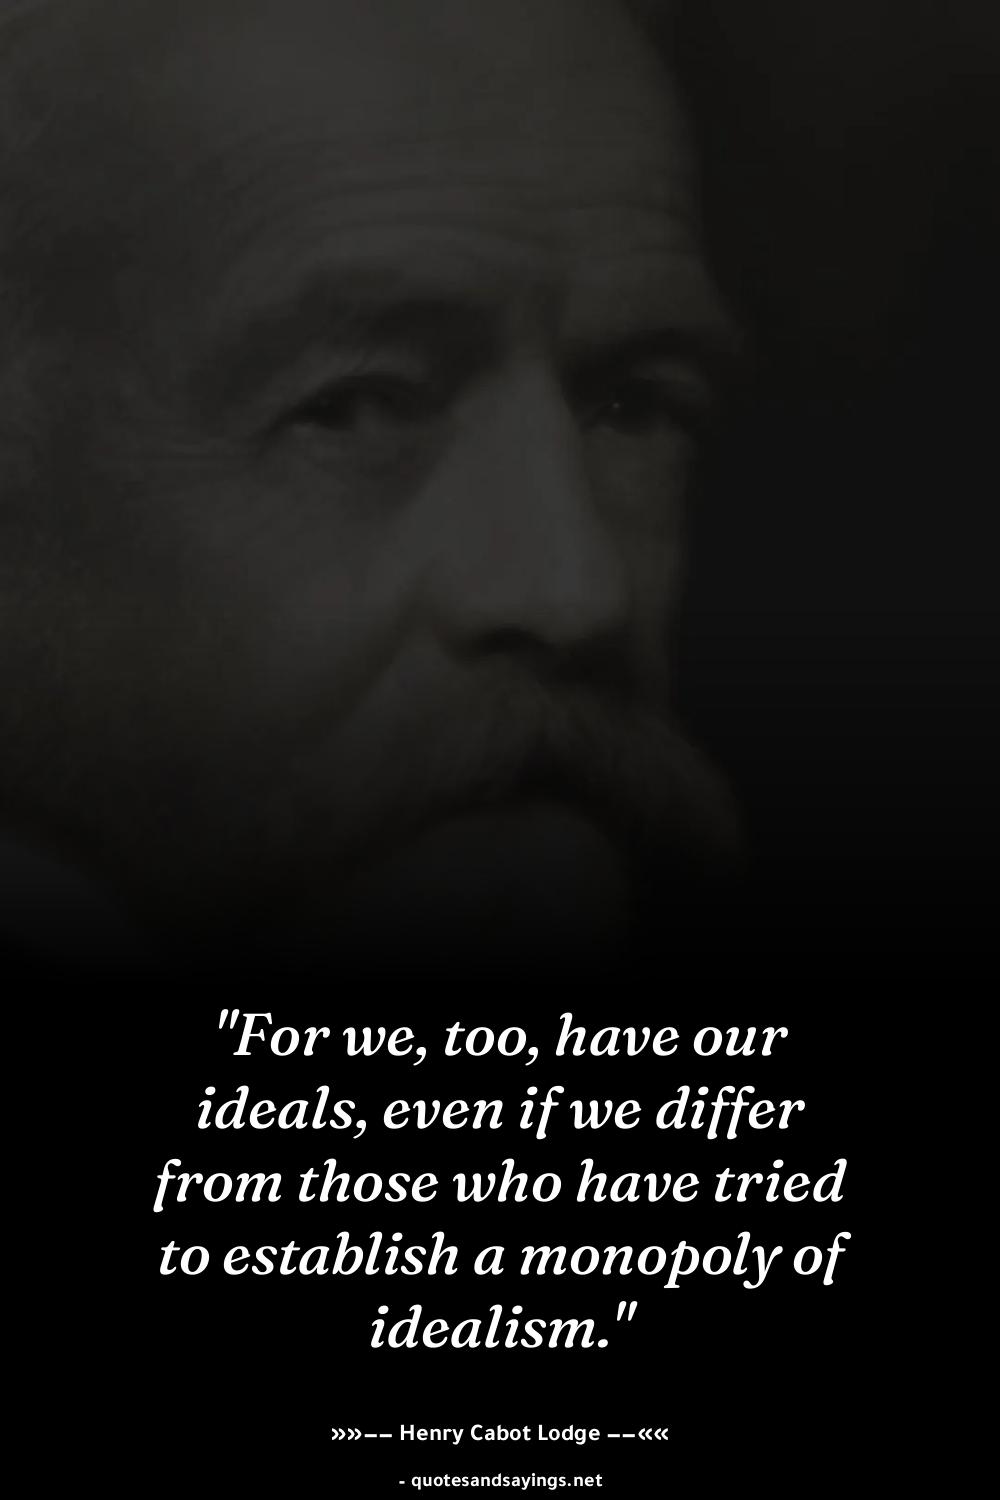 "For we, too, have our
ideals, even if we differ
from those who have tried
to establish a monopoly of
idealism."
»»−− Henry Cabot Lodge −−««
- quotesandsayings.net